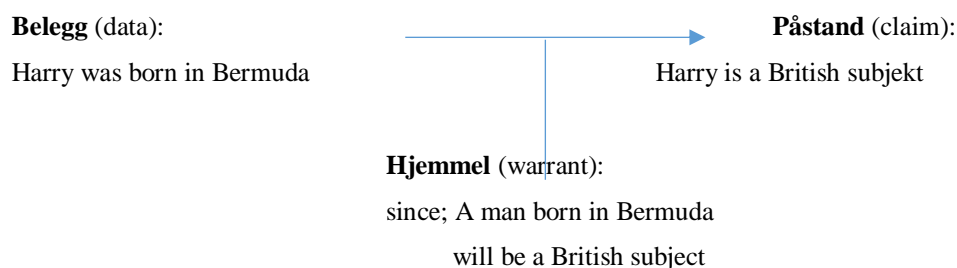 Belegg (data): Påstand (claim):
Harry was born in Bermuda Harry is a British subjekt
Hjemmel (warrant):
since; A man born in Bermuda
will be a British subject